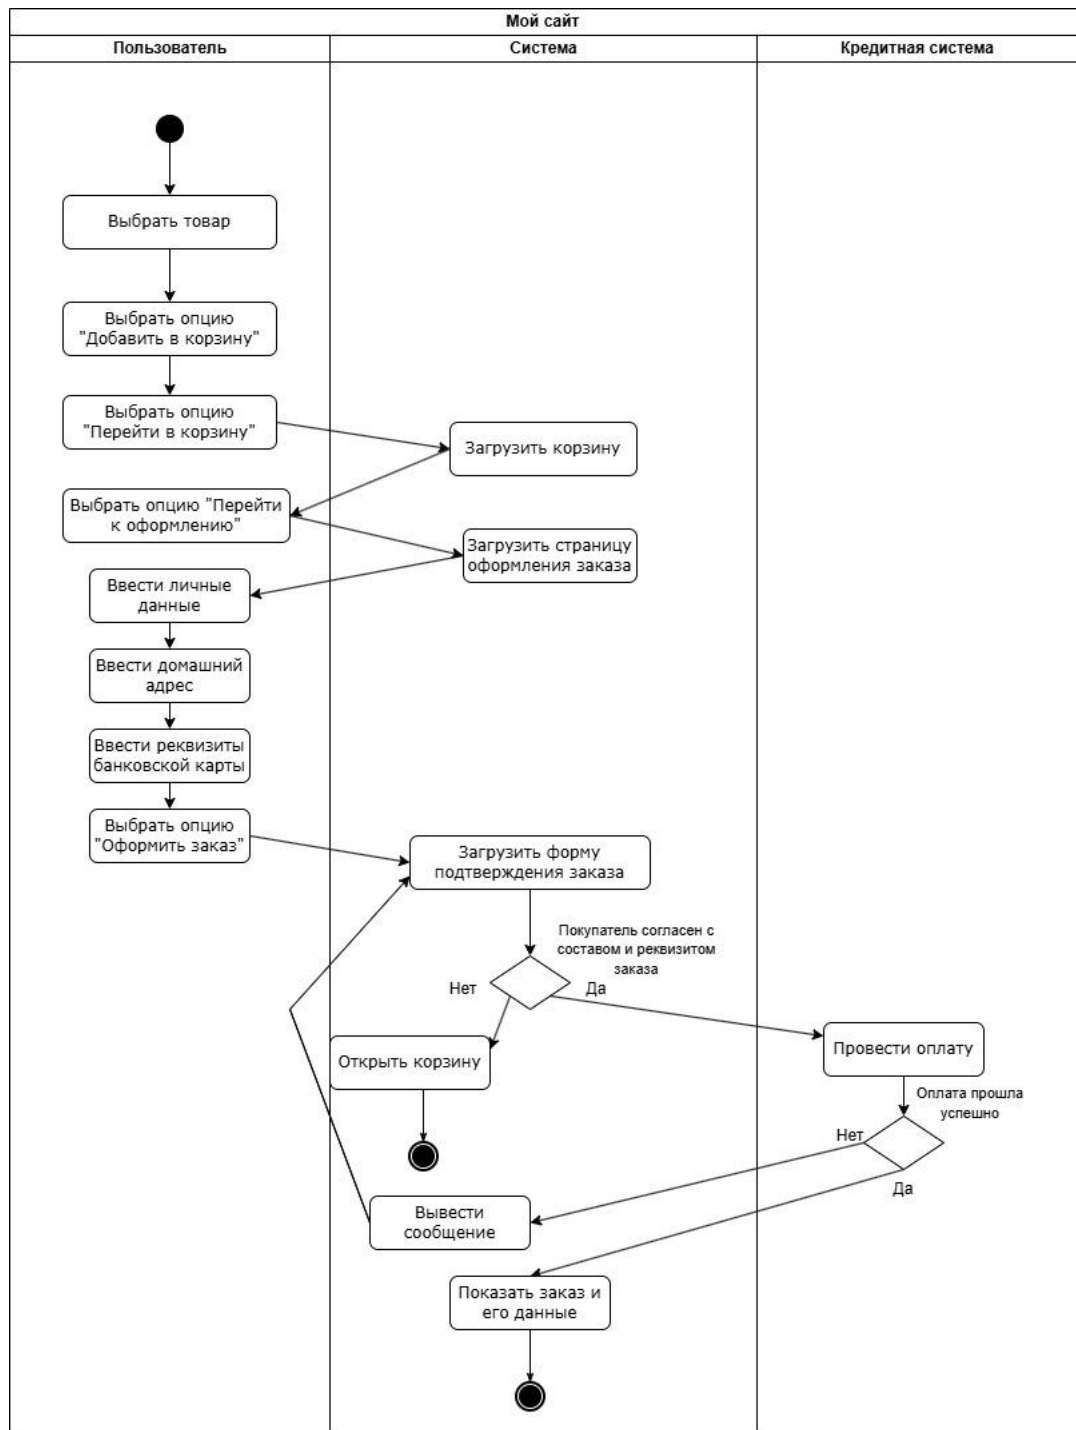 Мой сайт
Пользователь
Система
Кредитная система
Выбрать товар
Выбрать опцию
"Добавить в корзину"
Выбрать опцию
"Перейти в корзину"
Загрузить корзину
Выбрать опцию "Перейти
к оформлению"
Загрузить страницу
оформления заказа
Ввести личные
данные
Ввести домашний
адрес
Ввести реквизиты
банковской карты
Выбрать опцию
"Оформить заказ"
Загрузить форму
подтверждения заказа
Покупатель согласен с
составом и реквизитом
заказа
Нет
Да
Открыть корзину
Провести оплату
Оплата прошла
успешно
Нет
Да
Вывести
сообщение
Показать заказ и
его данные